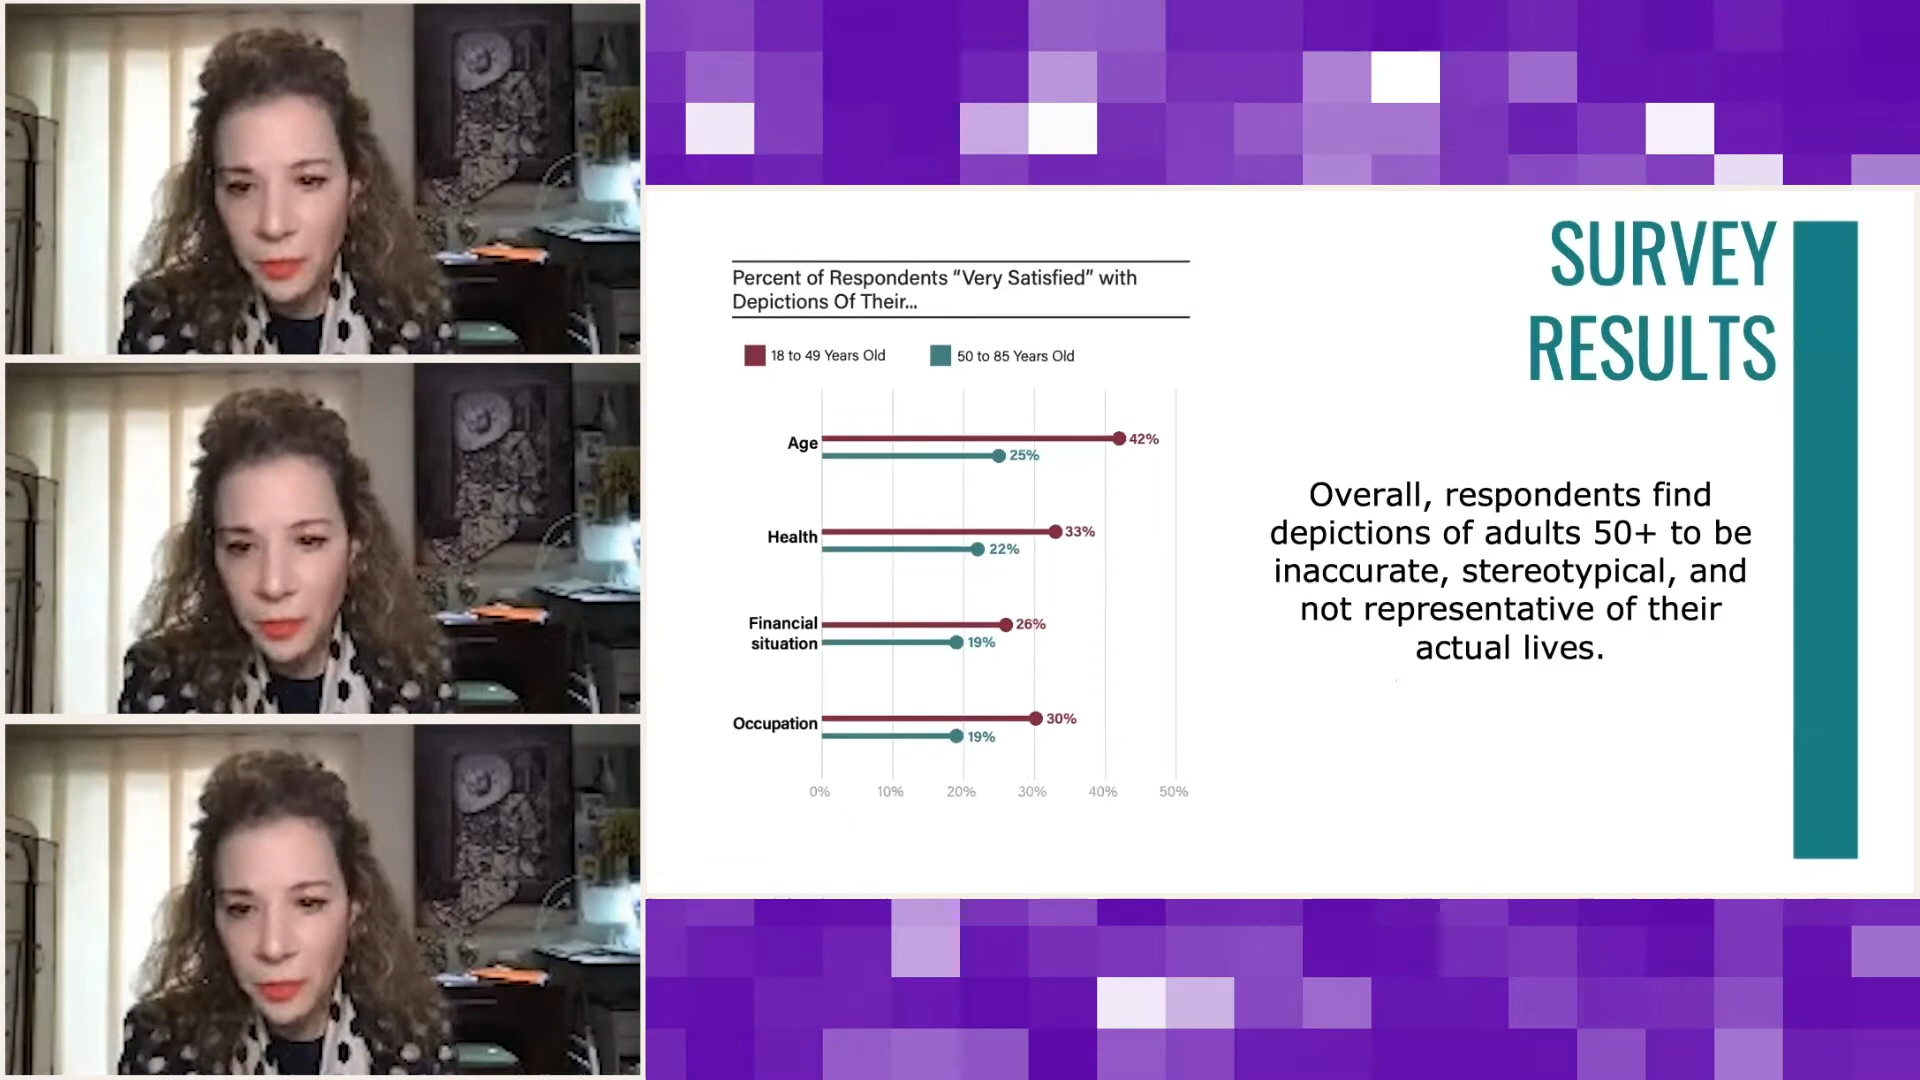 SURVEY
RESULTS
Percent of Respondents “Very Satisfied” with
Depictions Of Their...
18 to 49 Years Old
50 to 85 Years Old
Age
42%
25%
Health
33%
22%
Financial
situation
26%
19%
Occupation
30%
19%
0%
10%
20%
30%
40%
50%
Overall, respondents find
depictions of adults 50+ to be
inaccurate, stereotypical, and
not representative of their
actual lives.